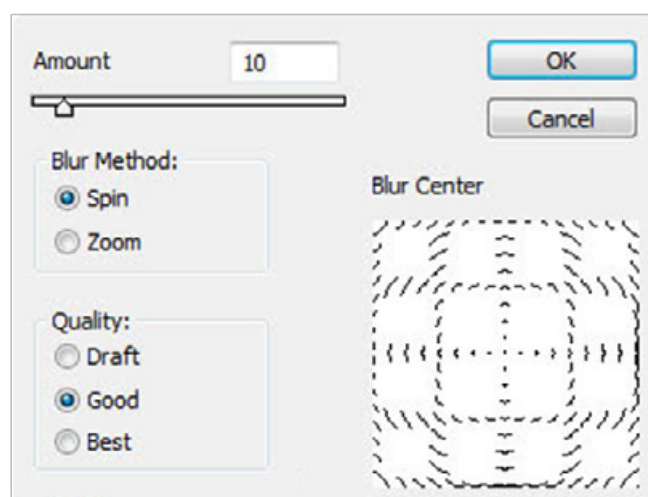 Amount 10 OK
Cancel
Blur Method:
Spin
Zoom
Blur Center
Quality:
Draft
Good
Best